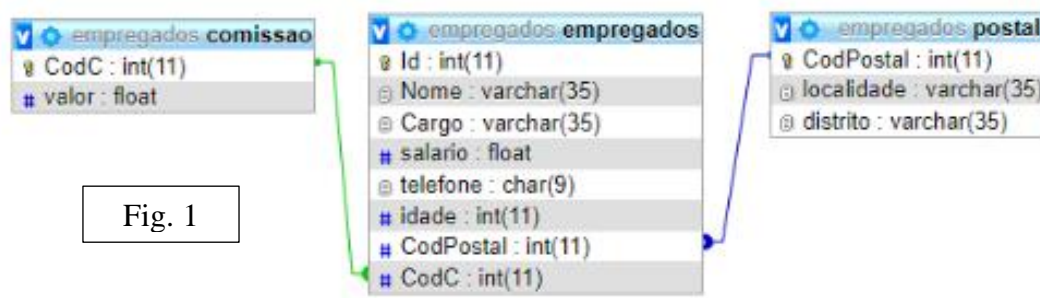 empregados comissao
CodC : int(11)
# valor : float
empregados empregados
Id : int(11)
Nome : varchar(35)
Cargo : varchar(35)
# salario : float
telefone : char(9)
# idade : int(11)
# CodPostal : int(11)
# CodC : int(11)
empregados postal
CodPostal : int(11)
localidade : varchar(35)
distrito : varchar(35)
Fig. 1